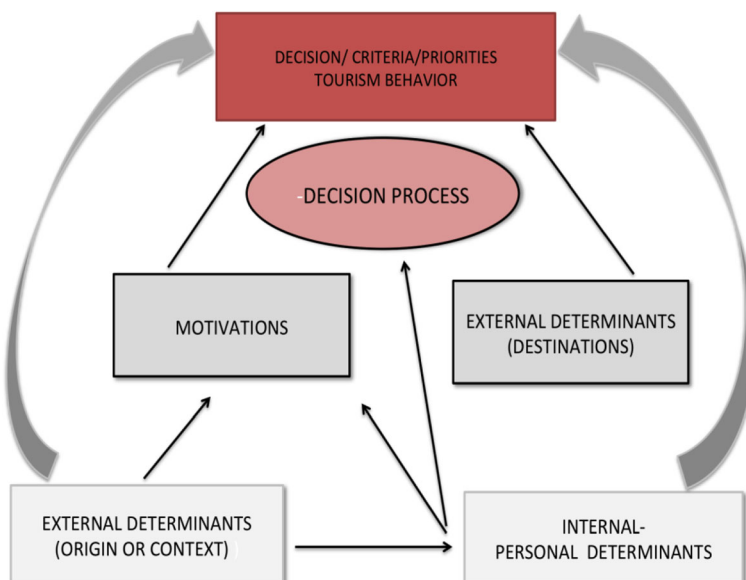 DECISION/ CRITERIA/PRIORITIES
TOURISM BEHAVIOR
-DECISION PROCESS
MOTIVATIONS
EXTERNAL DETERMINANTS
(DESTINATIONS)
EXTERNAL DETERMINANTS
(ORIGIN OR CONTEXT)
INTERNAL-
PERSONAL DETERMINANTS